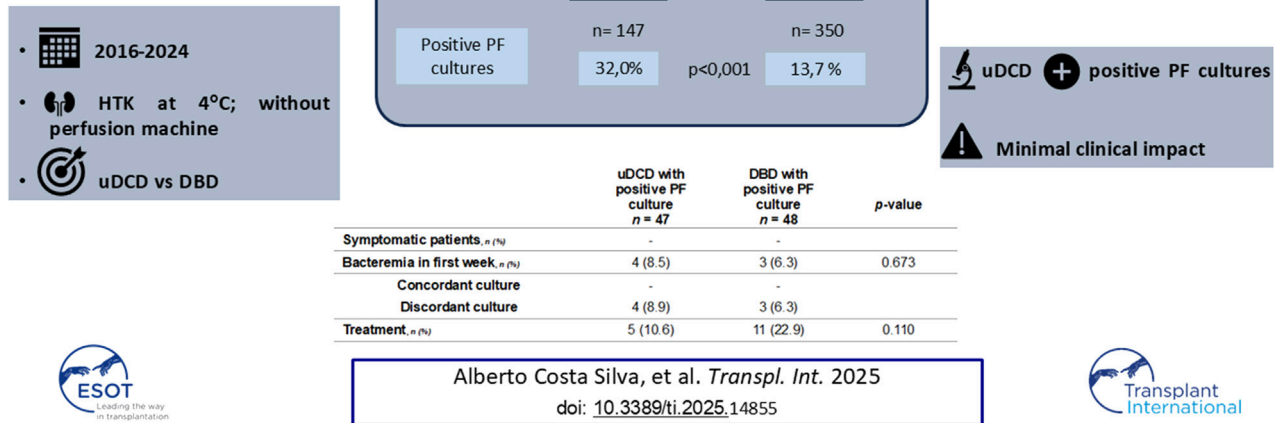 2016-2024
HTK at 4°C; without
perfusion machine
uDCD vs DBD
n= 147
n= 350
Positive PF
cultures
32,0%
p<0,001
13,7 %
uDCD
positive PF cultures
Minimal clinical impact
uDCD with
positive PF
culture
n = 47
DBD with
positive PF
culture
n = 48
p-value
Symptomatic patients, n (%) - -
Bacteremia in first week, n (%) 4 (8.5) 3 (6.3) 0.673
Concordant culture - -
Discordant culture 4 (8.9) 3 (6.3)
Treatment, n (%) 5 (10.6) 11 (22.9) 0.110
ESOT
Leading the way
in transplantation
Alberto Costa Silva, et al. Transpl. Int. 2025
doi: 10.3389/ti.2025.14855
Transplant
International